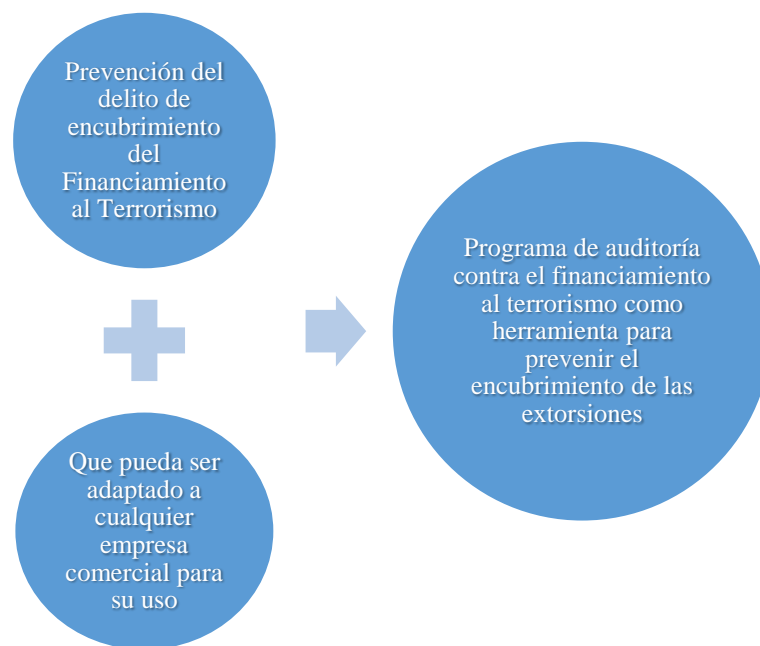 Prevención del
delito de
encubrimiento
del
Financiamiento
al Terrorismo
Que pueda ser
adaptado a
cualquier
empresa
comercial para
su uso
Programa de auditoría
contra el financiamiento
al terrorismo como
herramienta para
prevenir el
encubrimiento de las
extorsiones